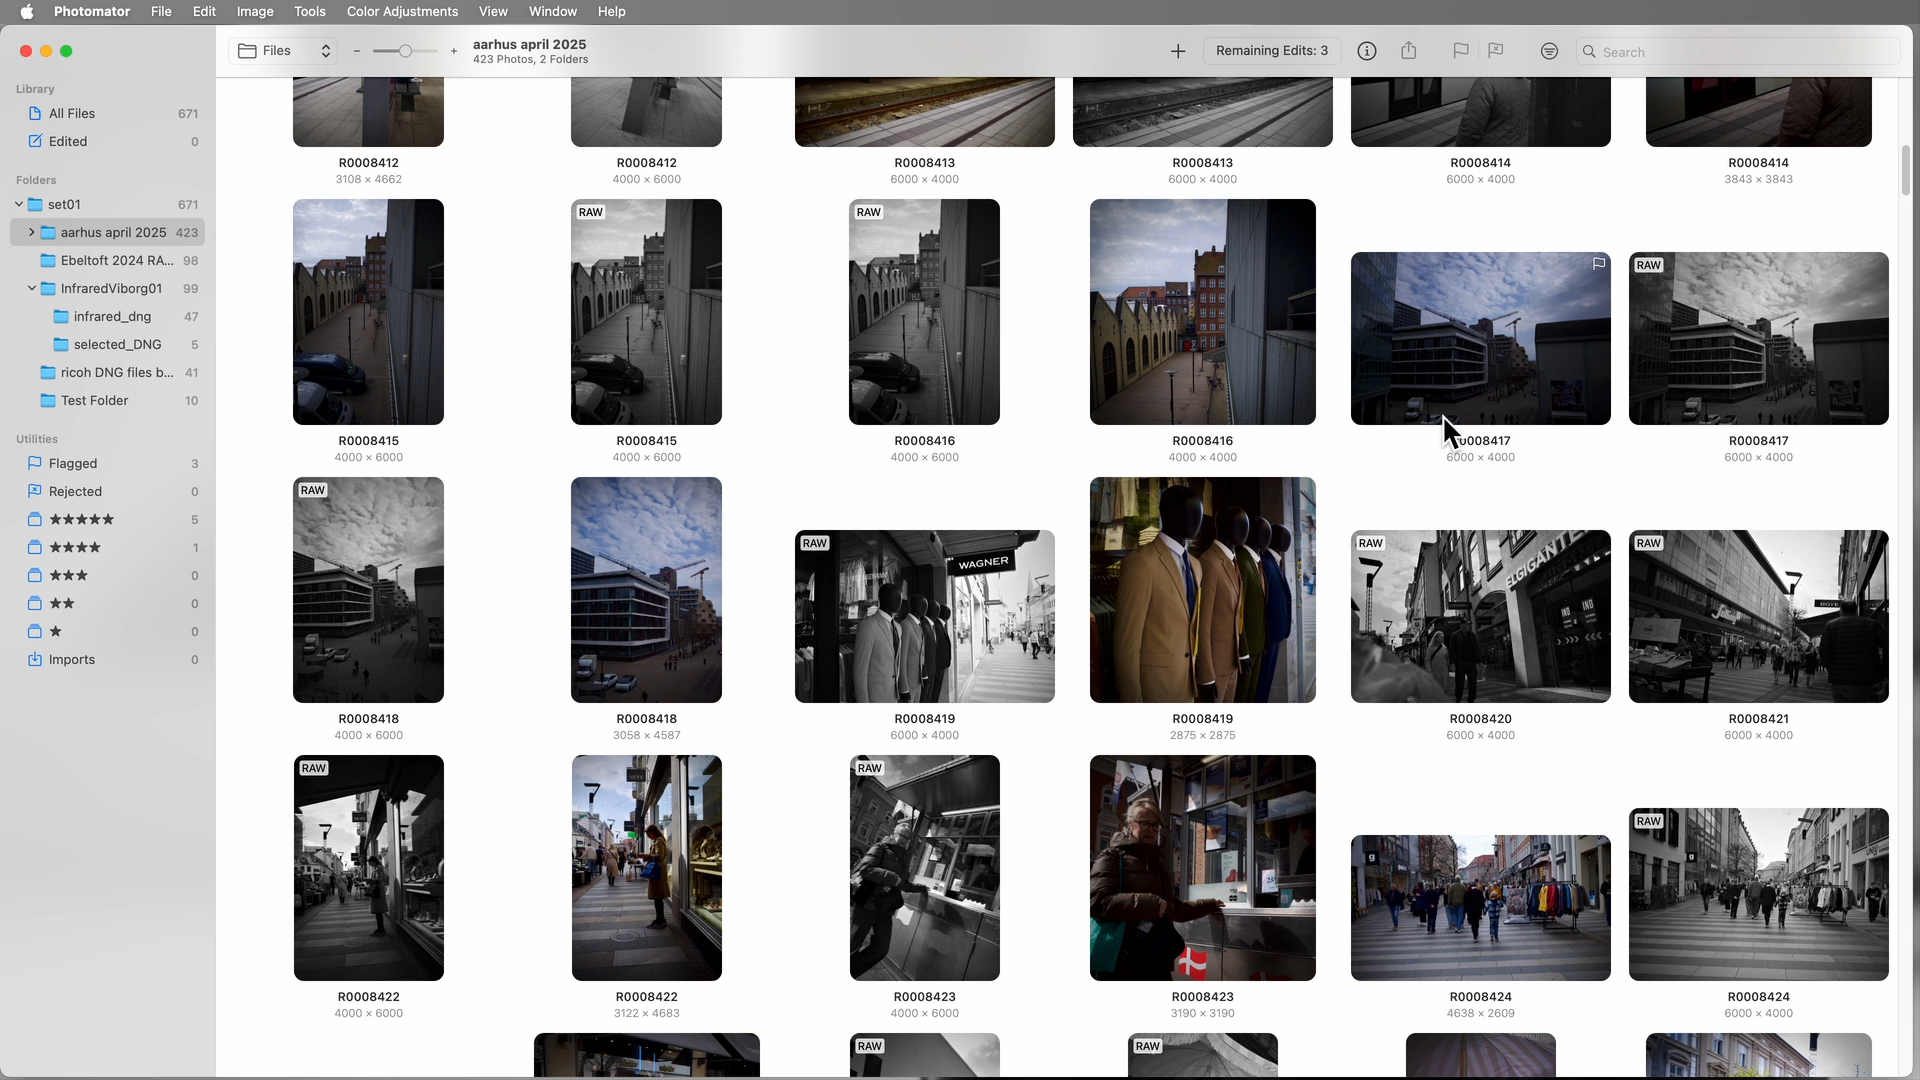 Photomator File Edit Image Tools Color Adjustments View Window Help
Files
− + aarhus april 2025
423 Photos, 2 Folders
+ Remaining Edits: 3
Search
Library
All Files 671
Edited 0
Folders
set01 671
aarhus april 2025 423
Ebeltoft 2024 RA... 98
InfraredViborg01 99
infrared_dng 47
selected_DNG 5
ricoh DNG files b... 41
Test Folder 10
Utilities
Flagged 3
Rejected 0
★★★★★ 5
★★★★ 1
★★★ 0
★★ 0
★ 0
Imports 0
R0008412 R0008412 R0008413 R0008413 R0008414 R0008414
3108 × 4662 4000 × 6000 6000 × 4000 6000 × 4000 6000 × 4000 3843 × 3843
RAW RAW RAW
R0008415 R0008415 R0008416 R0008416 0008417 R0008417
4000 × 6000 4000 × 6000 4000 × 6000 4000 × 4000 6000 × 4000 6000 × 4000
RAW RAW RAW RAW
WAGNER
ELGIGANTEN
R0008418 R0008418 R0008419 R0008419 R0008420 R0008421
4000 × 6000 3058 × 4587 6000 × 4000 2875 × 2875 6000 × 4000 6000 × 4000
RAW RAW RAW
R0008422 R0008422 R0008423 R0008423 R0008424 R0008424
4000 × 6000 3122 × 4683 4000 × 6000 3190 × 3190 4638 × 2609 6000 × 4000
RAW RAW